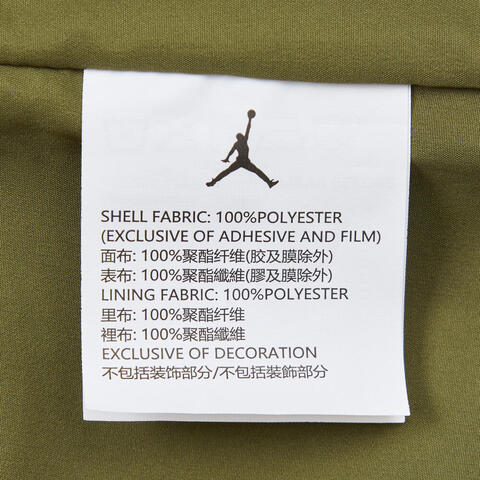 SHELL FABRIC: 100%POLYESTER
(EXCLUSIVE OF ADHESIVE AND FILM)
面布: 100%聚酯纤维(胶及膜除外)
表布: 100%聚酯纖維(膠及膜除外)
LINING FABRIC: 100%POLYESTER
里布: 100%聚酯纤维
裡布: 100%聚酯纖維
EXCLUSIVE OF DECORATION
不包括装饰部分/不包括裝飾部分